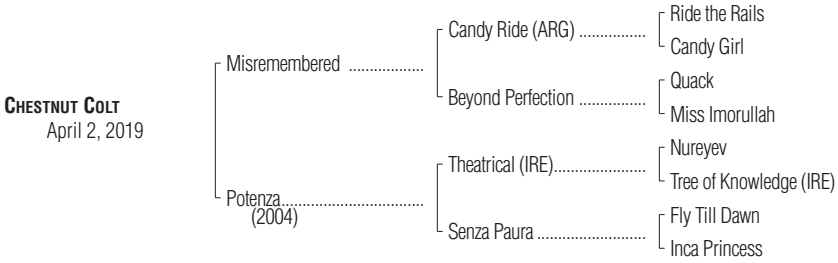 Ride the Rails
Candy Ride (ARG) ................
Candy Girl
Misremembered ..................
Quack
Beyond Perfection ................
Miss Imorullah
CHESTNUT COLT
April 2, 2019
Nureyev
Theatrical (IRE)......................
Tree of Knowledge (IRE)
Potenza..................................
(2004)
Fly Till Dawn
Senza Paura ..........................
Inca Princess